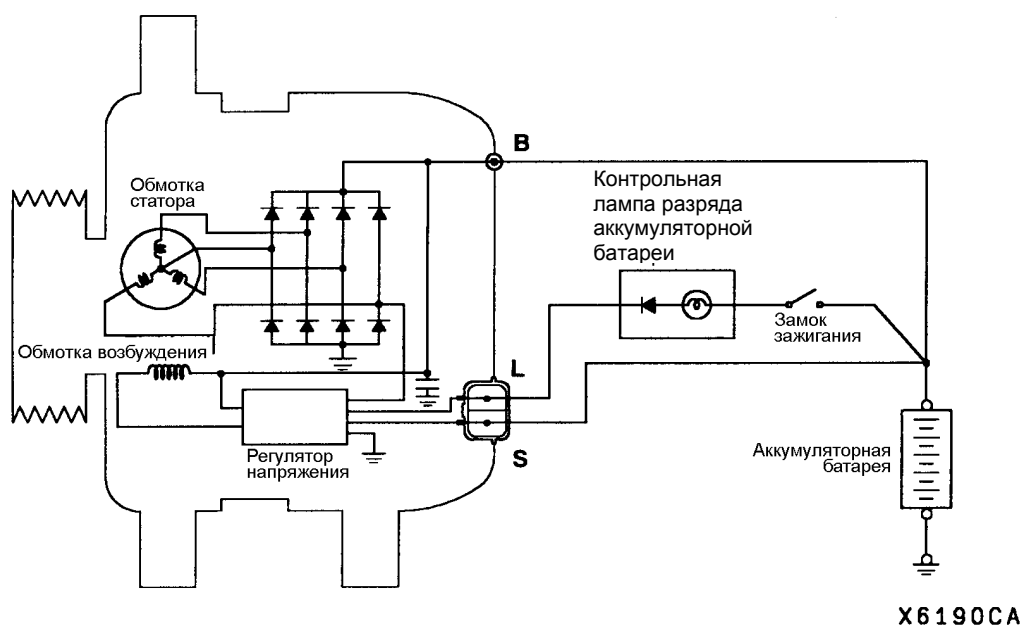 B
Контрольная
лампа разряда
аккумуляторной
батареи
Обмотка
статора
Замок
зажигания
Обмотка возбуждения
L
S
Регулятор
напряжения
Аккумуляторная
батарея
X6190CA